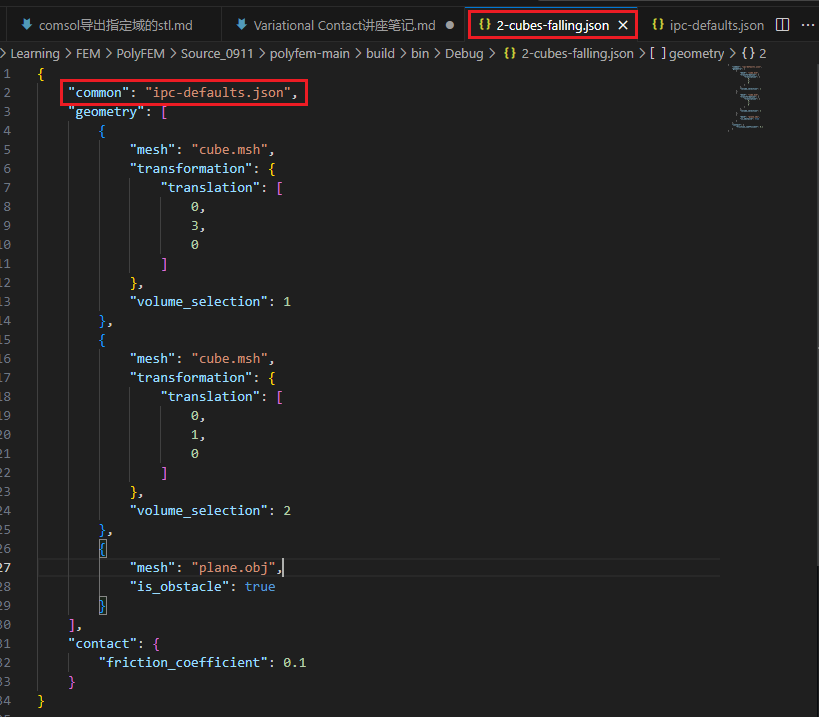 comsol导出指定域的stl.md Variational Contact讲座笔记.md ● {} 2-cubes-falling.json × {} ipc-defaults.json ···
> Learning > FEM > PolyFEM > Source_0911 > polyfem-main > build > bin > Debug > {} 2-cubes-falling.json > [ ] geometry > {} 2
1 {
2 "common": "ipc-defaults.json",
3 "geometry": [
4 {
5 "mesh": "cube.msh",
6 "transformation": {
7 "translation": [
8 0,
9 3,
10 0
11 ]
12 },
13 "volume_selection": 1
14 },
15 {
16 "mesh": "cube.msh",
17 "transformation": {
18 "translation": [
19 0,
20 1,
21 0
22 ]
23 },
24 "volume_selection": 2
25 },
26 {
27 "mesh": "plane.obj",
28 "is_obstacle": true
29 }
30 ],
31 "contact": {
32 "friction_coefficient": 0.1
33 }
34 }